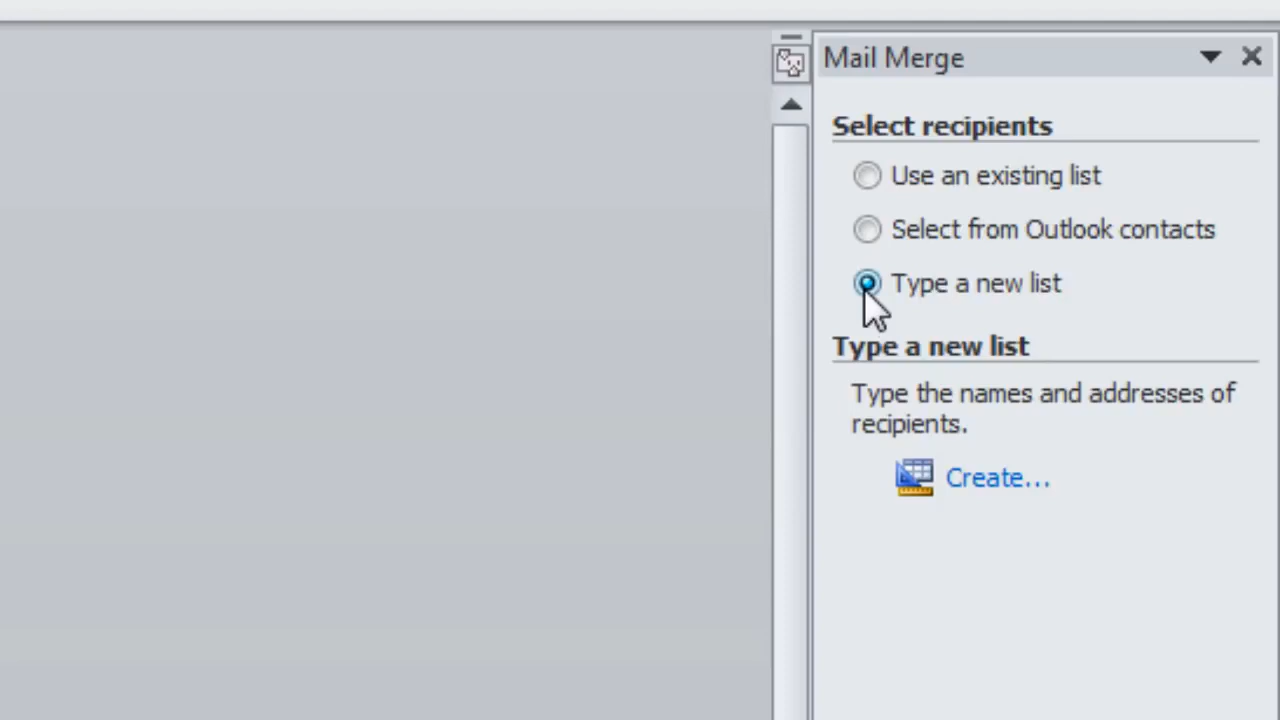 Mail Merge
Select recipients
Use an existing list
Select from Outlook contacts
Type a new list
Type a new list
Type the names and addresses of
recipients.
Create...